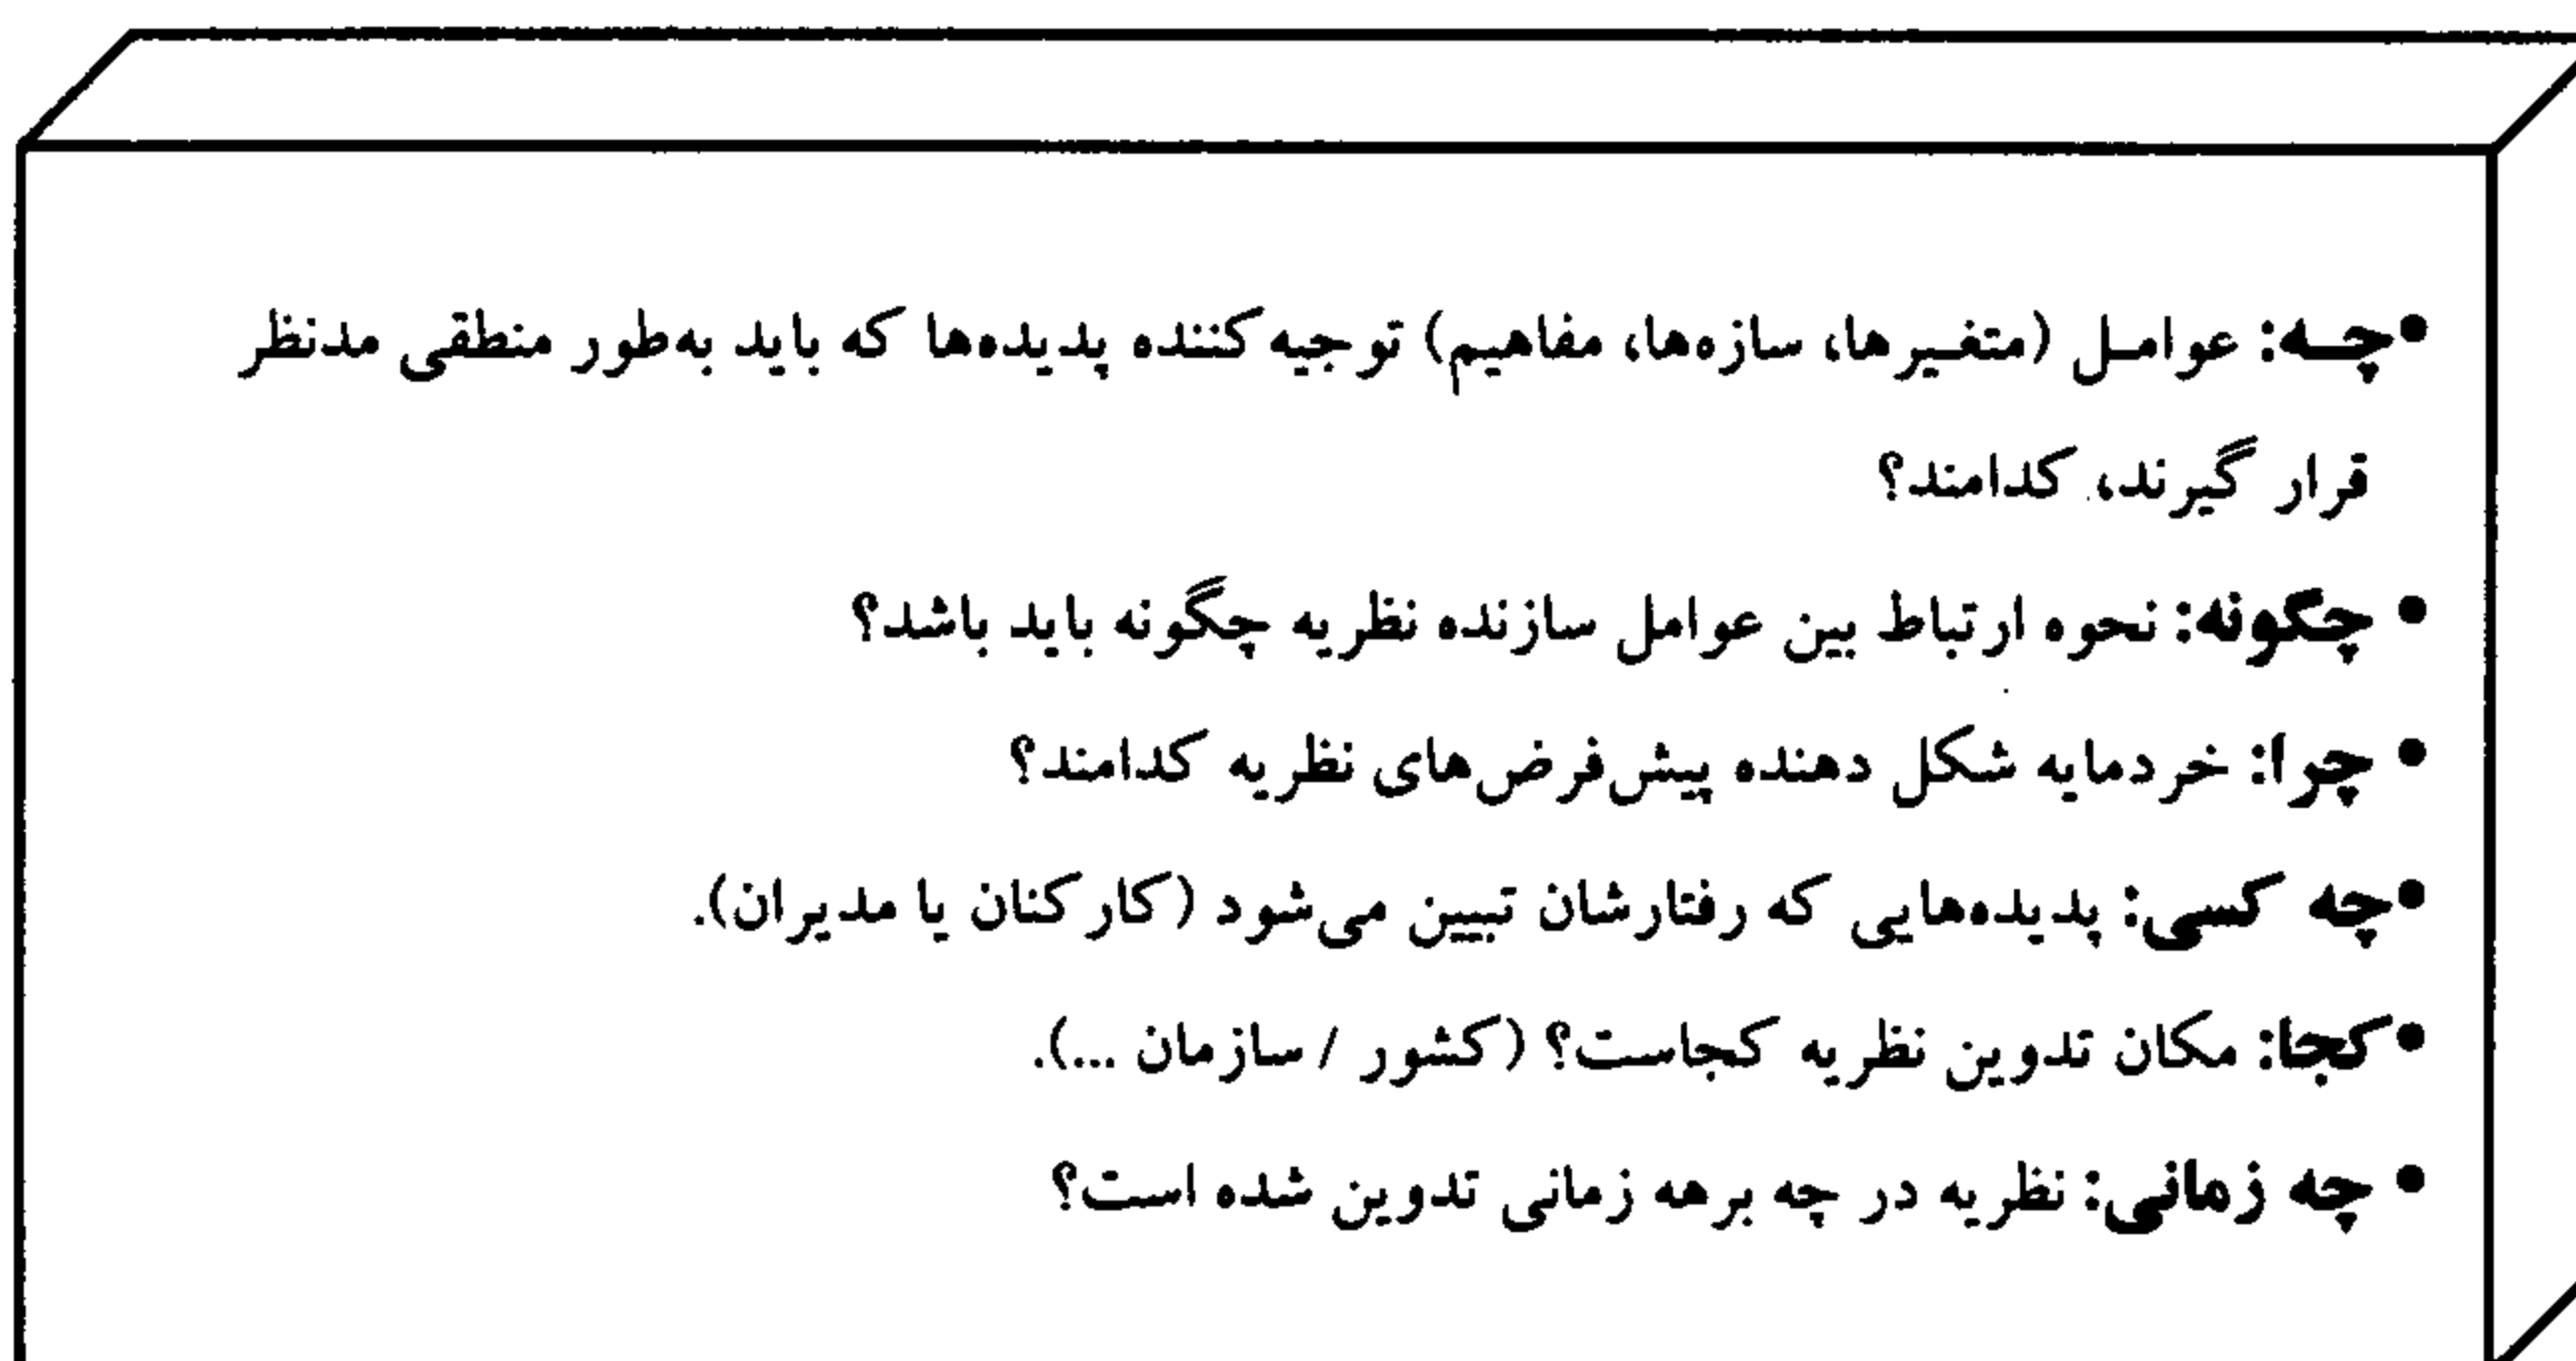 •چه: عوامل (متغیرها، سازه‌ها، مفاهیم) توجیه‌کننده پدیده‌ها که باید به‌طور منطقی مدنظر
قرار گیرند، کدامند؟
• چگونه: نحوه ارتباط بین عوامل سازنده نظریه چگونه باید باشد؟
• چرا: خردمایه شکل دهنده پیش‌فرض‌های نظریه کدامند؟
•چه کسی: پدیده‌هایی که رفتارشان تبیین می‌شود (کارکنان یا مدیران).
•کجا: مکان تدوین نظریه کجاست؟ (کشور / سازمان ...).
• چه زمانی: نظریه در چه برهه زمانی تدوین شده است؟